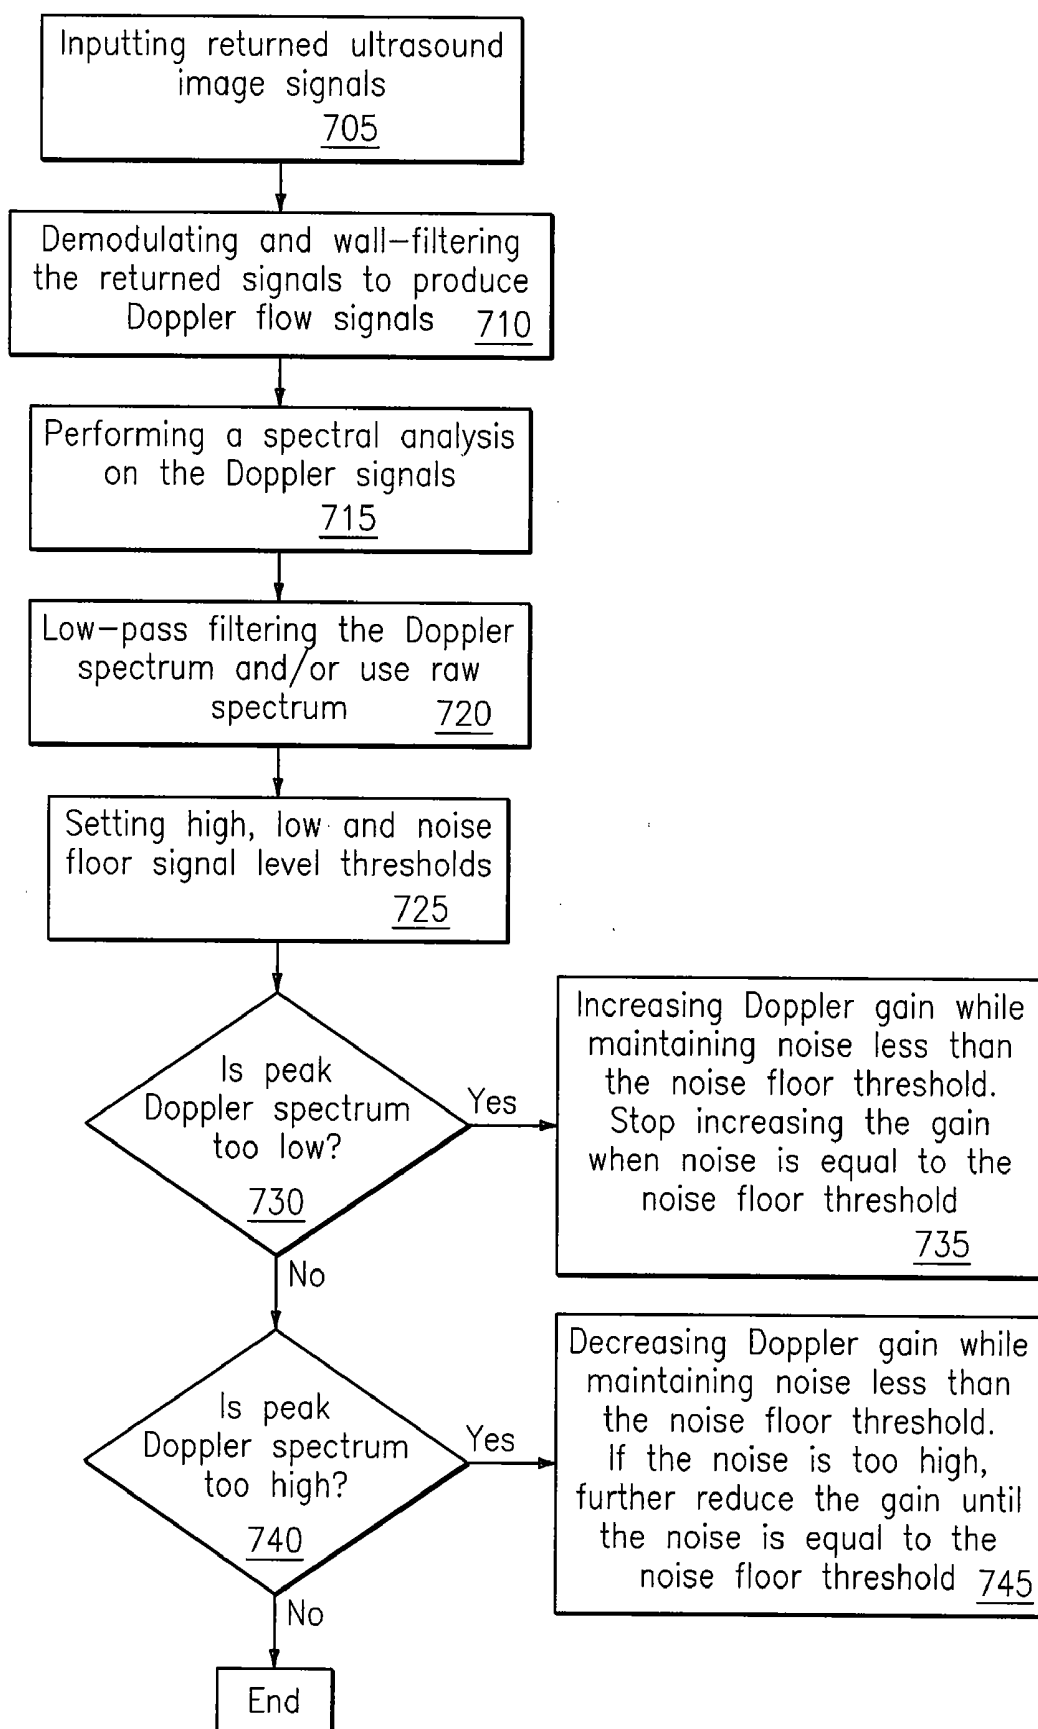 Inputting returned ultrasound
image signals
705
Demodulating and wall-filtering
the returned signals to produce
Doppler flow signals 710
Performing a spectral analysis
on the Doppler signals
715
Low-pass filtering the Doppler
spectrum and/or use raw
spectrum 720
Setting high, low and noise
floor signal level thresholds
725
Is peak
Doppler spectrum
too low?
730
Yes
Increasing Doppler gain while
maintaining noise less than
the noise floor threshold.
Stop increasing the gain
when noise is equal to the
noise floor threshold
735
No
Is peak
Doppler spectrum
too high?
740
Yes
Decreasing Doppler gain while
maintaining noise less than
the noise floor threshold.
If the noise is too high,
further reduce the gain until
the noise is equal to the
noise floor threshold 745
No
End